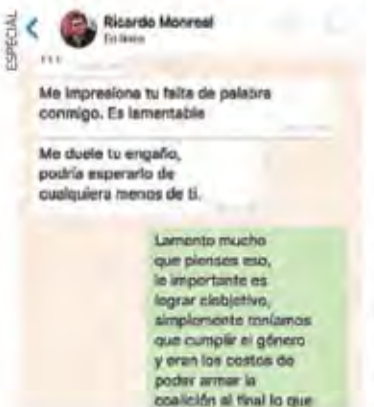 ESPECIAL
Ricardo Monreal
En línea
Me impresiona tu falta de palabra
conmigo. Es lamentable
Me duele tu engaño,
podría esperarlo de
cualquiera menos de ti.
Lamento mucho
que pienses eso,
lo importante es
lograr elobjetivo,
simplemente teníamos
que cumplir el género
y eran los costos de
poder armar la
coalición al final lo que